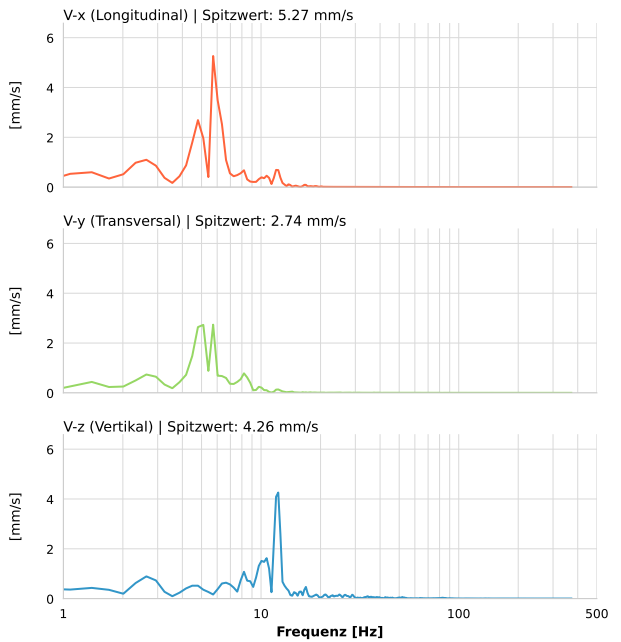 V-x (Longitudinal) | Spitzwert: 5.27 mm/s
6
4
2
0
[mm/s]
V-y (Transversal) | Spitzwert: 2.74 mm/s
6
4
2
0
[mm/s]
V-z (Vertikal) | Spitzwert: 4.26 mm/s
6
4
2
0
[mm/s]
1 10 100 500
Frequenz [Hz]